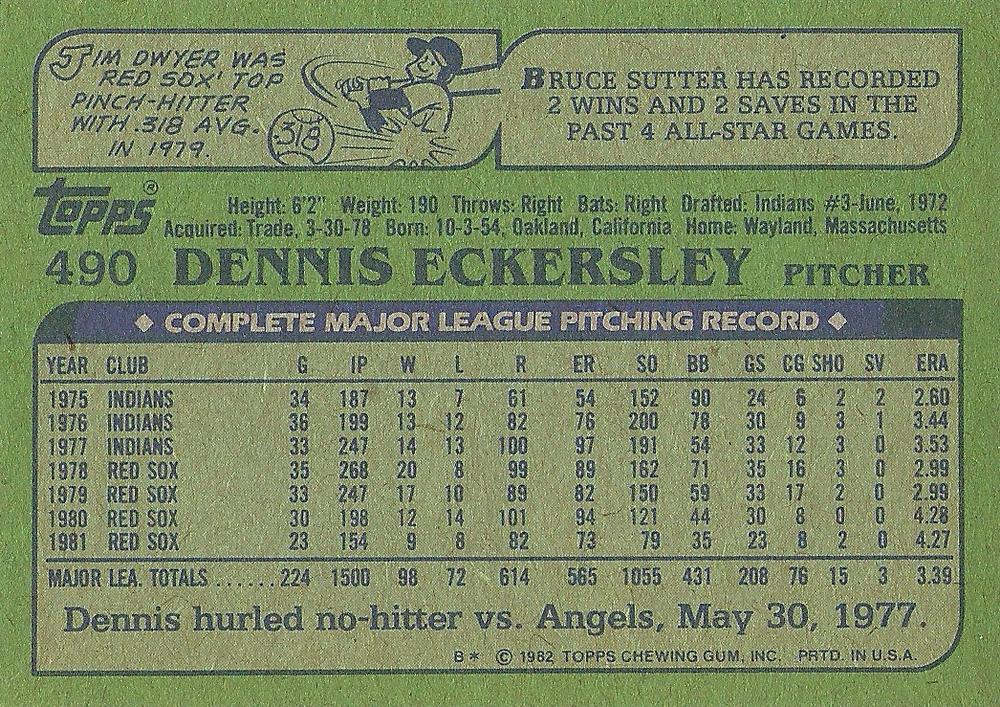 JIM DWYER WAS
RED SOX' TOP
PINCH-HITTER
WITH .318 AVG.
IN 1979.
.318
BRUCE SUTTER HAS RECORDED
2 WINS AND 2 SAVES IN THE
PAST 4 ALL-STAR GAMES.
Topps®
Height: 6'2" Weight: 190 Throws: Right Bats: Right Drafted: Indians #3-June, 1972
Acquired: Trade, 3-30-78 Born: 10-3-54, Oakland, California Home: Wayland, Massachusetts
490 DENNIS ECKERSLEY PITCHER
◆ COMPLETE MAJOR LEAGUE PITCHING RECORD ◆
YEAR CLUB G IP W L R ER SO BB GS CG SHO SV ERA
1975 INDIANS 34 187 13 7 61 54 152 90 24 6 2 2 2.60
1976 INDIANS 36 199 13 12 82 76 200 78 30 9 3 1 3.44
1977 INDIANS 33 247 14 13 100 97 191 54 33 12 3 0 3.53
1978 RED SOX 35 268 20 8 99 89 162 71 35 16 3 0 2.99
1979 RED SOX 33 247 17 10 89 82 150 59 33 17 2 0 2.99
1980 RED SOX 30 198 12 14 101 94 121 44 30 8 0 0 4.28
1981 RED SOX 23 154 9 8 82 73 79 35 23 8 2 0 4.27
MAJOR LEA. TOTALS ......224 1500 98 72 614 565 1055 431 208 76 15 3 3.39
Dennis hurled no-hitter vs. Angels, May 30, 1977.
B* © 1982 TOPPS CHEWING GUM, INC. PRTD. IN U.S.A.